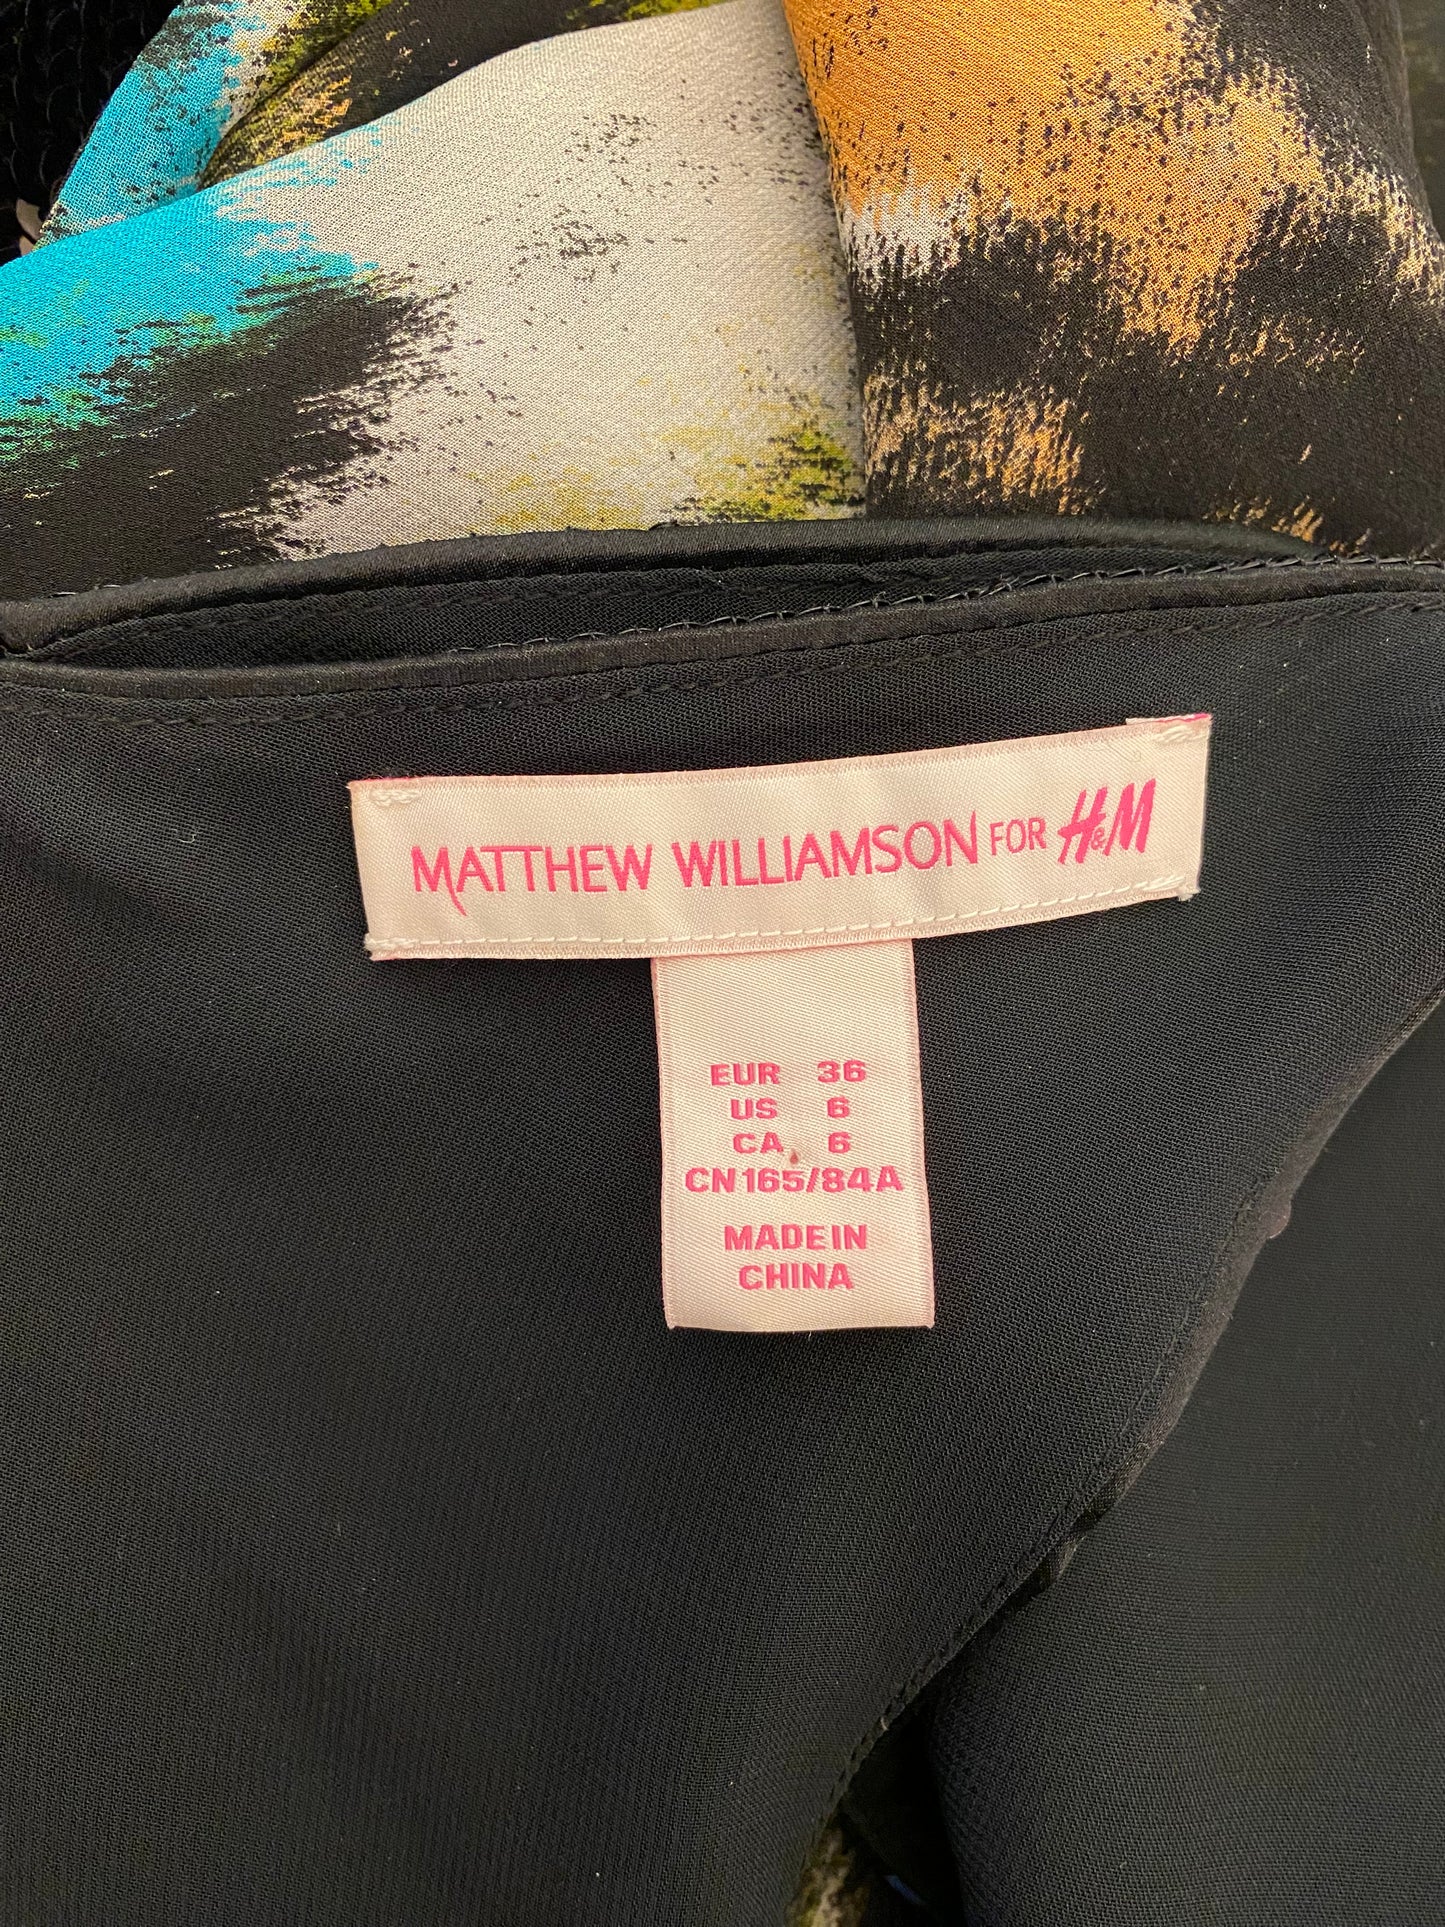 MATTHEW WILLIAMSON FOR H&M
EUR 36
US 6
CA 6
CN 165/84A
MADE IN
CHINA